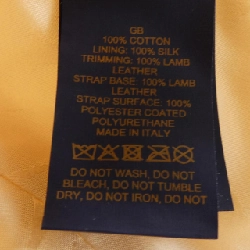 GB
100% COTTON
LINING: 100% SILK
TRIMMING: 100% LAMB
LEATHER
STRAP BASE: 100% LAMB
LEATHER
STRAP SURFACE: 100%
POLYESTER COATED
POLYURETHANE
MADE IN ITALY
DO NOT WASH, DO NOT
BLEACH, DO NOT TUMBLE
DRY, DO NOT IRON, DO NOT